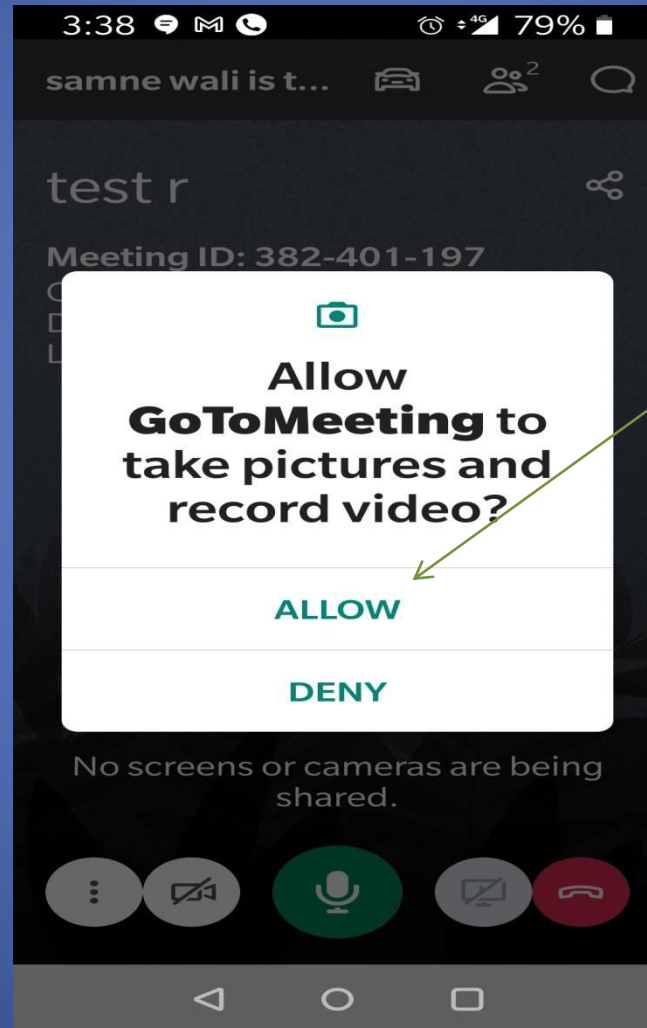 3:38 4G 79%
samne wali is t... 2
test r
Meeting ID: 382-401-197
C
D
L
Allow
GoToMeeting to
take pictures and
record video?
ALLOW
DENY
No screens or cameras are being
shared.